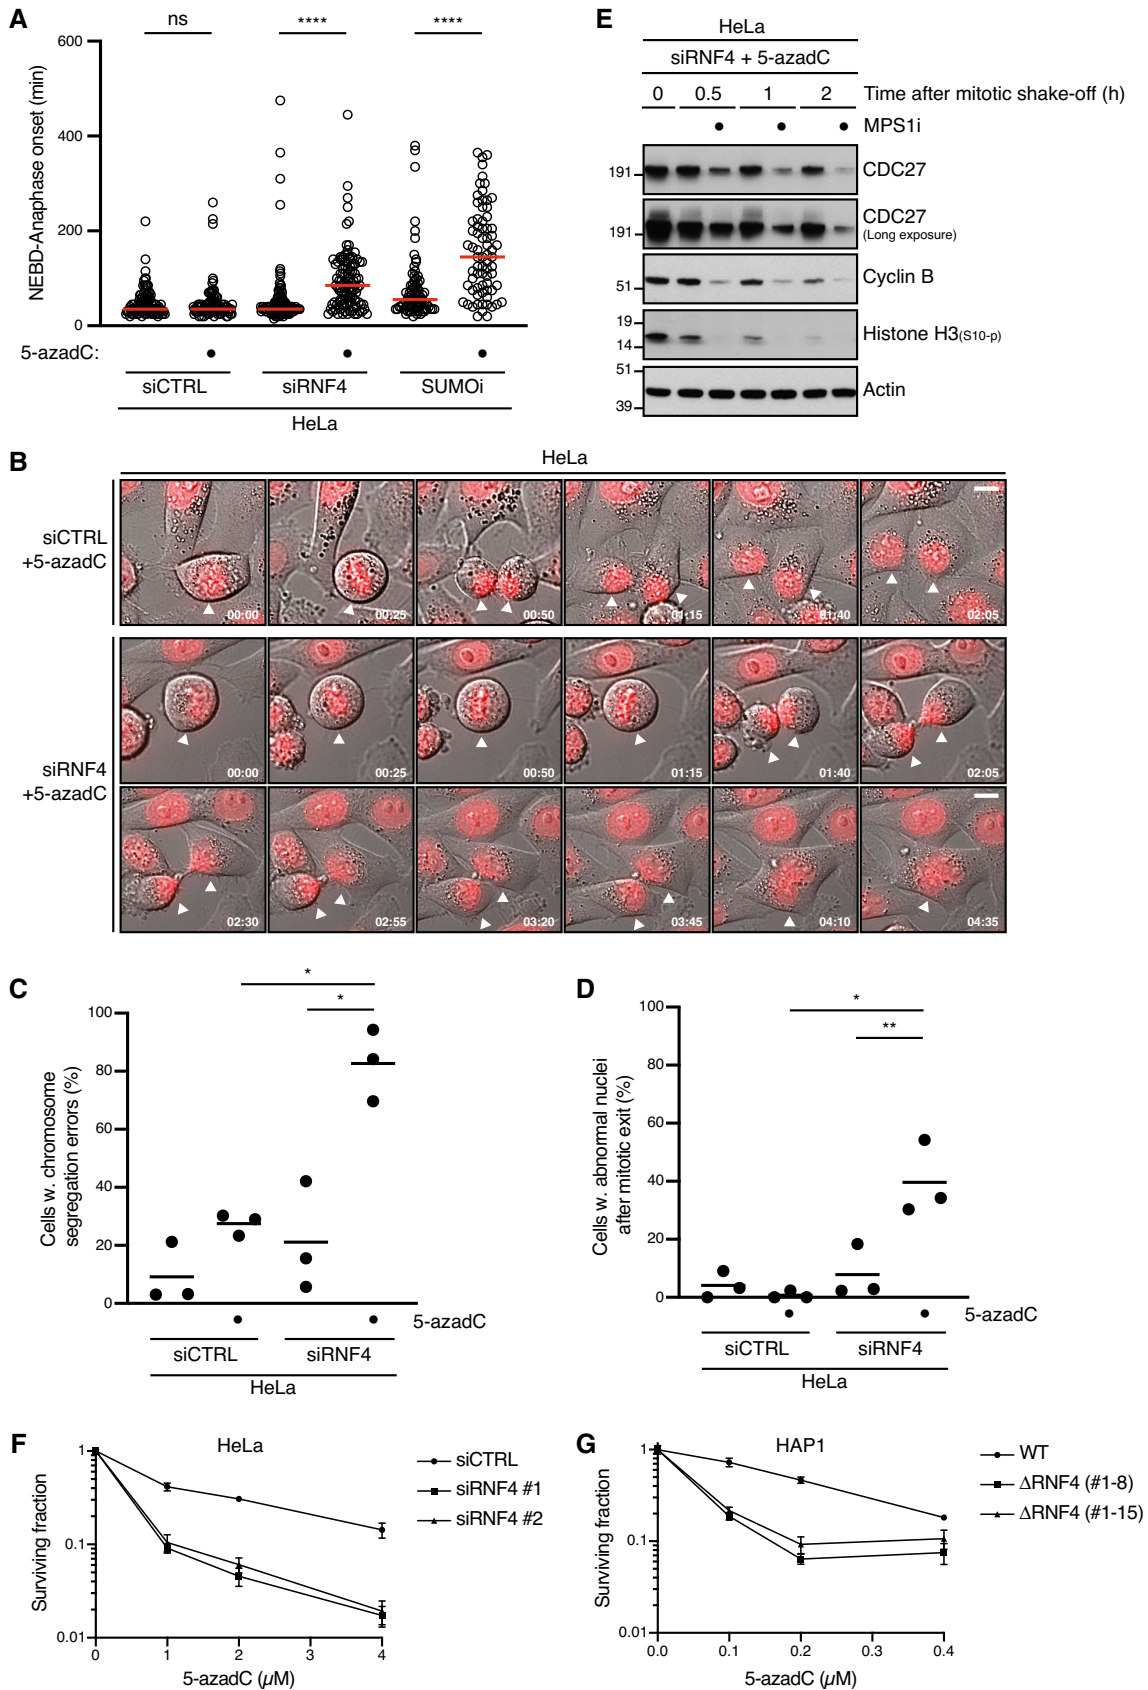 A
ns
****
****
NEBD-Anaphase onset (min)
600
400
200
0
5-azadC:
siCTRL
siRNF4
SUMOi
HeLa
E
HeLa
siRNF4 + 5-azadC
0 0.5 1 2 Time after mitotic shake-off (h)
MPS1i
191 CDC27
191 CDC27
(Long exposure)
51 Cyclin B
19
14
Histone H3(S10-p)
51
39
Actin
B
HeLa
siCTRL
+5-azadC
00:00 00:25 00:50 01:15 01:40 02:05
siRNF4
+5-azadC
00:00 00:25 00:50 01:15 01:40 02:05
02:30 02:55 03:20 03:45 04:10 04:35
C
*
*
Cells w. chromosome
segregation errors (%)
100
80
60
40
20
0
5-azadC
siCTRL
siRNF4
HeLa
D
*
**
Cells w. abnormal nuclei
after mitotic exit (%)
100
80
60
40
20
0
5-azadC
siCTRL
siRNF4
HeLa
F
HeLa
Surviving fraction
1
0.1
0.01
0 1 2 3 4
5-azadC (µM)
siCTRL
siRNF4 #1
siRNF4 #2
G
HAP1
Surviving fraction
1
0.1
0.01
0.0 0.1 0.2 0.3 0.4
5-azadC (µM)
WT
ΔRNF4 (#1-8)
ΔRNF4 (#1-15)